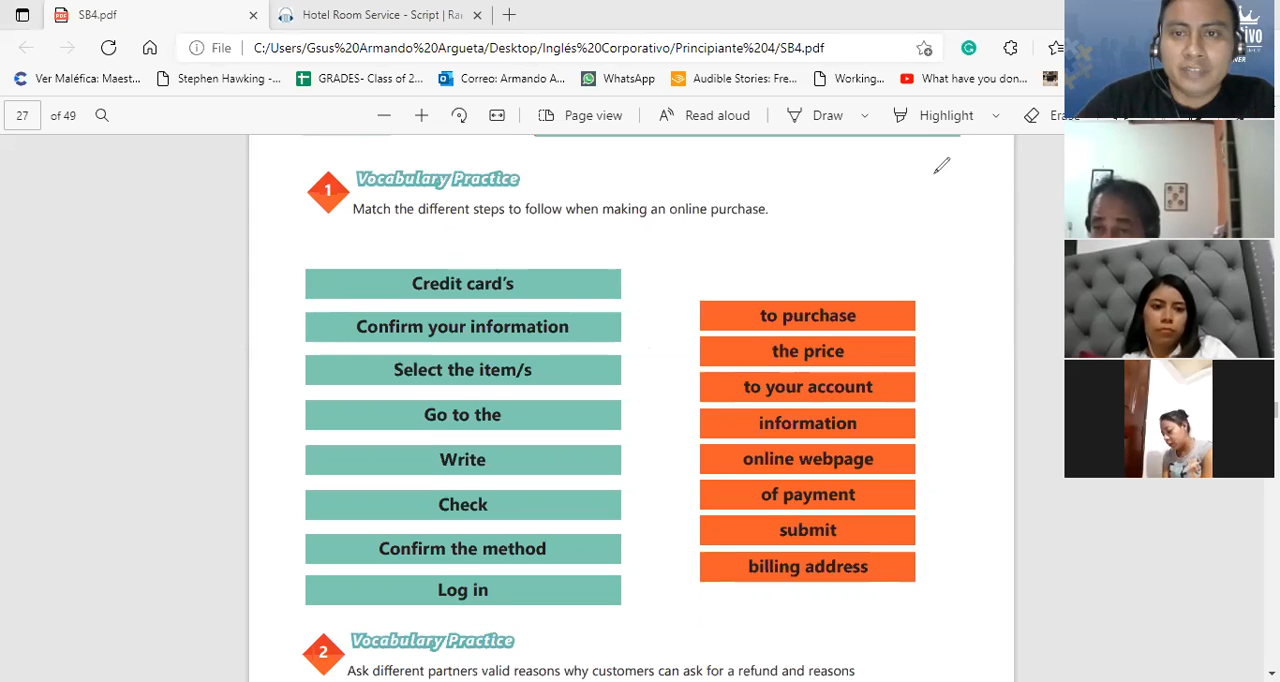 SB4.pdf
Hotel Room Service - Script | Ra
File
C:/Users/Gsus%20Armando%20Argueta/Desktop/Inglés%20Corporativo/Principiante%204/SB4.pdf
Ver Maléfica: Maest...
Stephen Hawking -...
GRADES- Class of 2...
Correo: Armando A...
WhatsApp
Audible Stories: Fre...
Working...
What have you don...
27 of 49
Page view
Read aloud
Draw
Highlight
Era
1
Vocabulary Practice
Match the different steps to follow when making an online purchase.
Credit card's
Confirm your information
Select the item/s
Go to the
Write
Check
Confirm the method
Log in
to purchase
the price
to your account
information
online webpage
of payment
submit
billing address
2
Vocabulary Practice
Ask different partners valid reasons why customers can ask for a refund and reasons